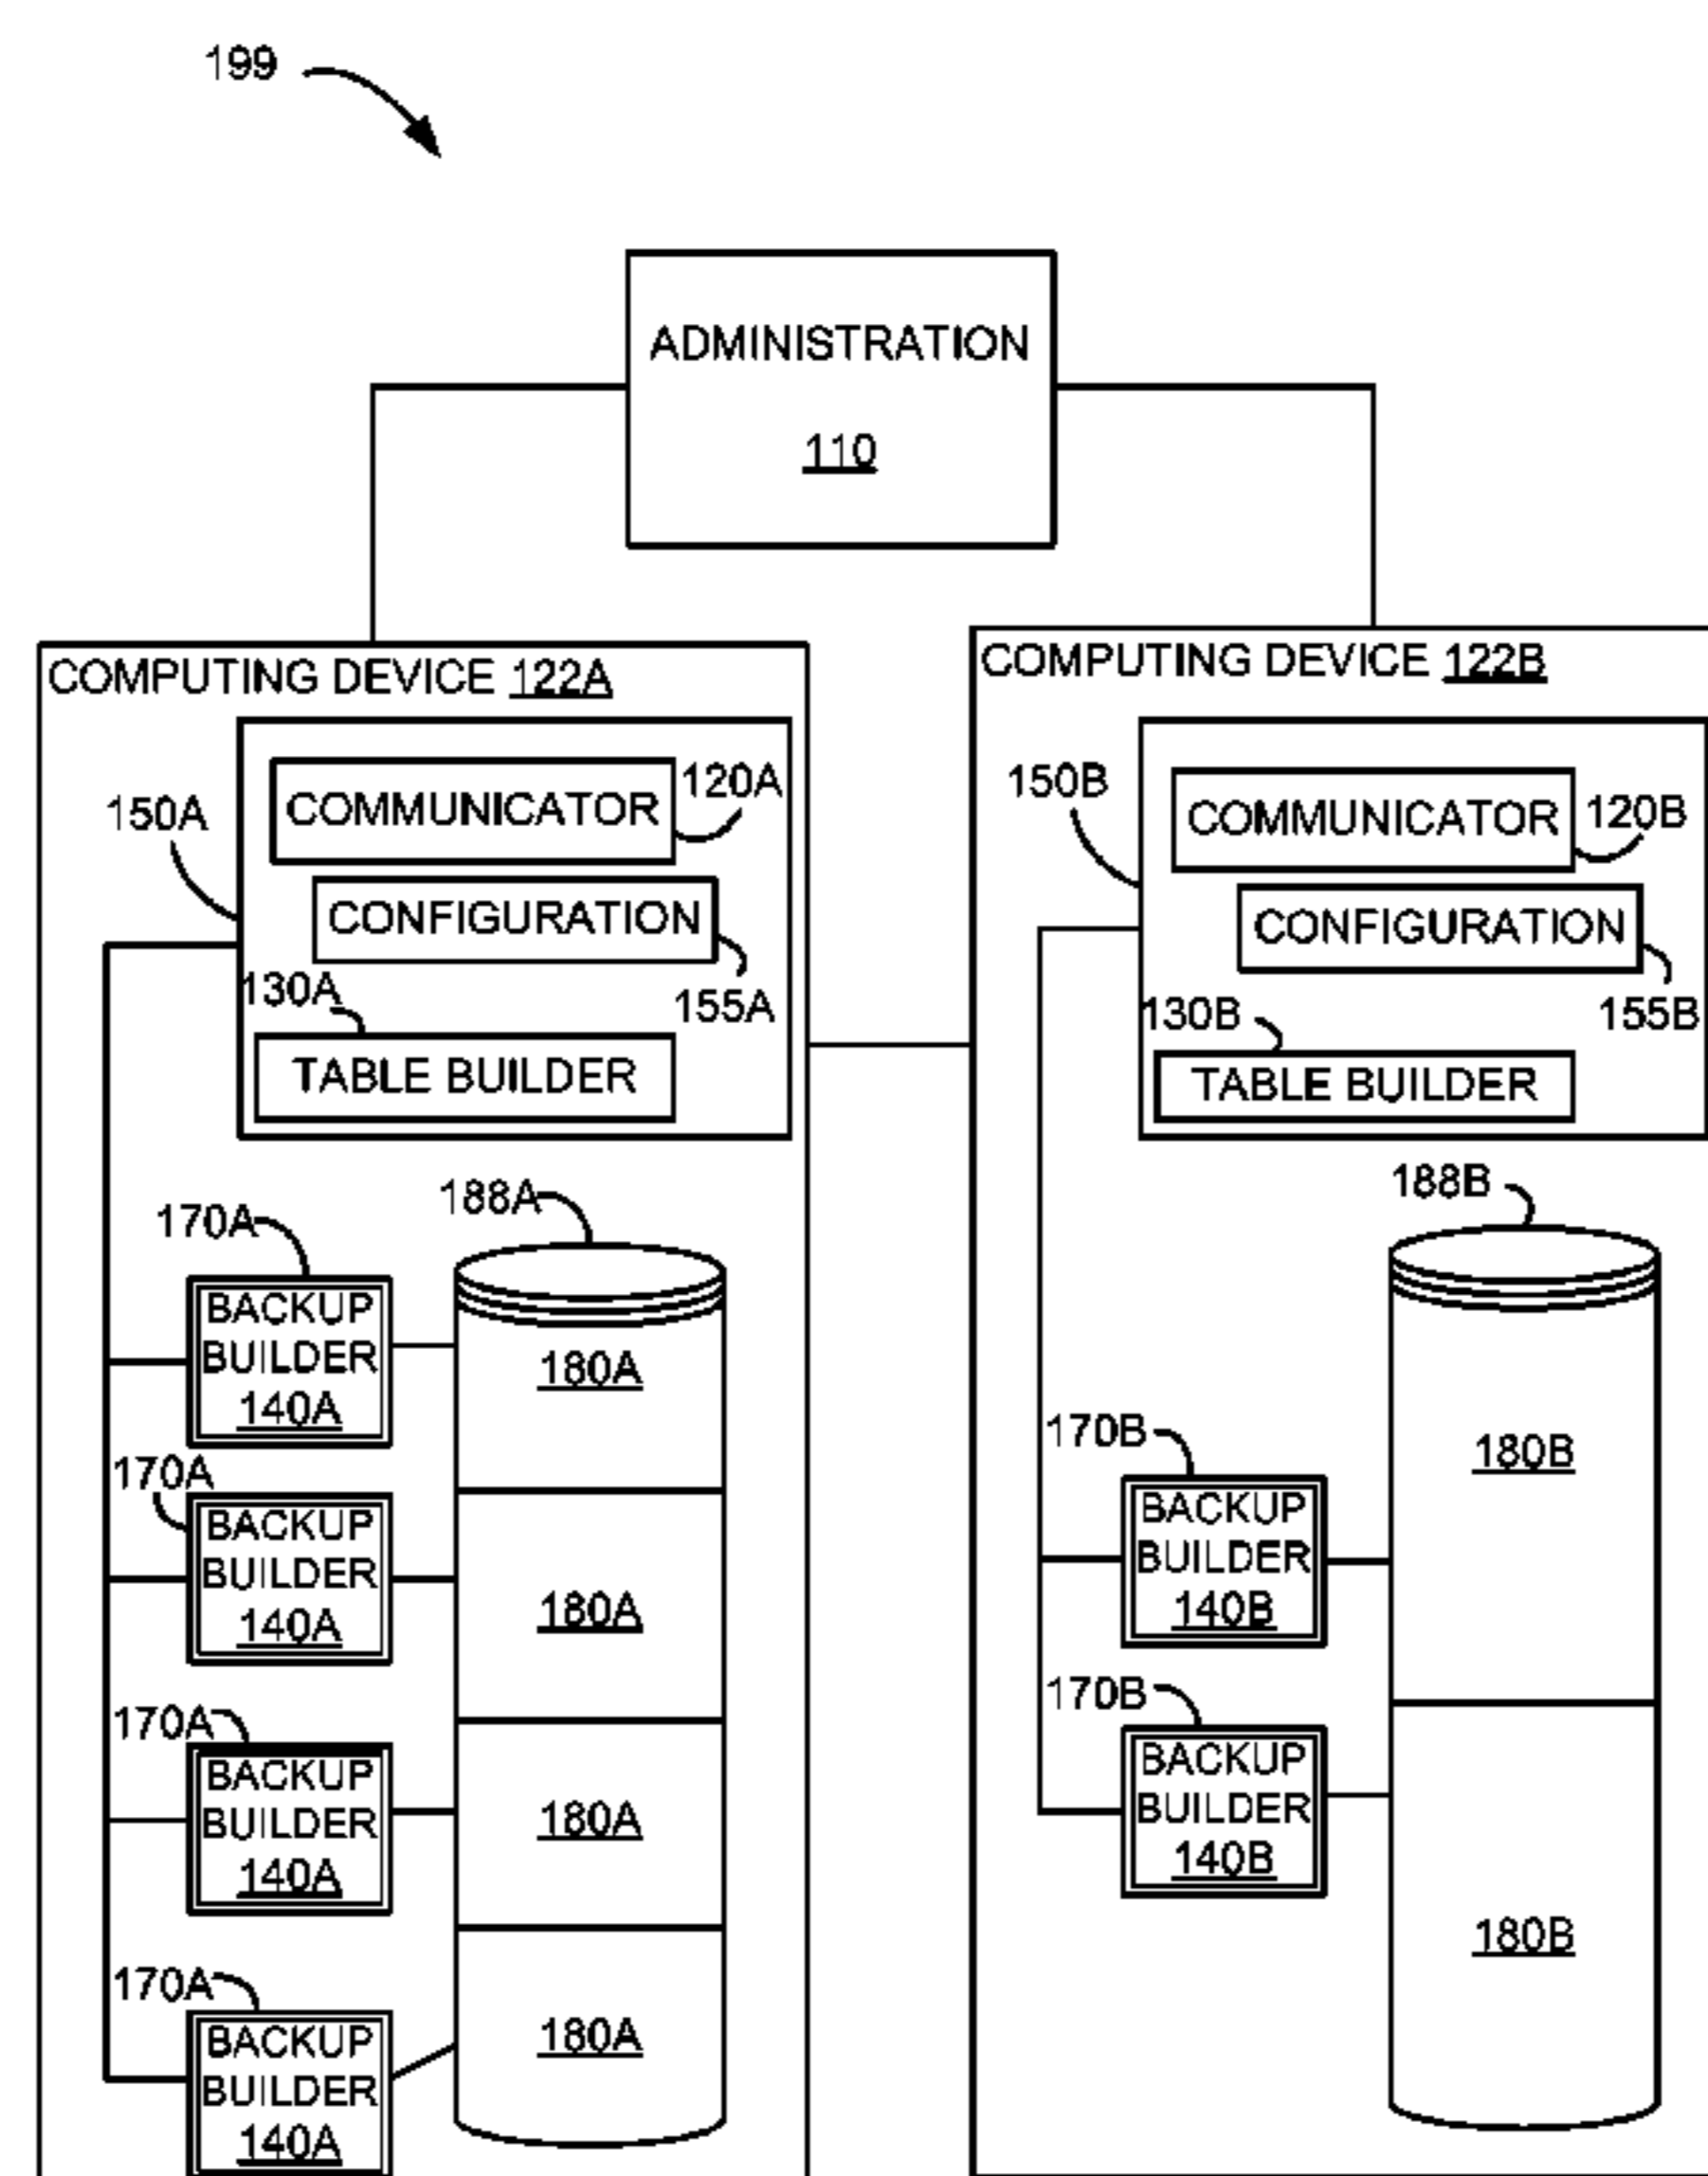 199
ADMINISTRATION
110
COMPUTING DEVICE 122A
150A
COMMUNICATOR
120A
CONFIGURATION
155A
130A
TABLE BUILDER
170A
188A
BACKUP
BUILDER
140A
180A
170A
BACKUP
BUILDER
140A
180A
170A
BACKUP
BUILDER
140A
180A
170A
BACKUP
BUILDER
140A
180A
COMPUTING DEVICE 122B
150B
COMMUNICATOR
120B
CONFIGURATION
155B
130B
TABLE BUILDER
188B
180B
170B
BACKUP
BUILDER
140B
170B
BACKUP
BUILDER
140B
180B